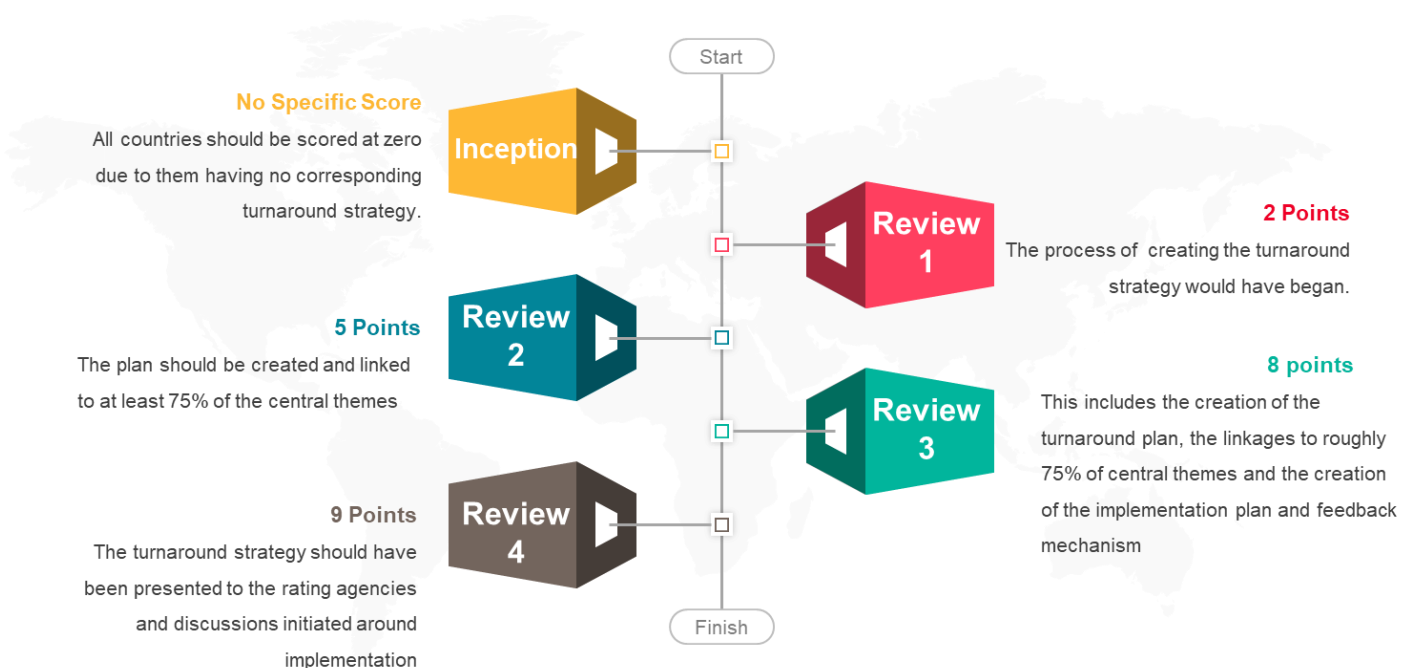 Start
No Specific Score
All countries should be scored at zero
due to them having no corresponding
turnaround strategy.
Inception
Review
1
2 Points
The process of creating the turnaround
strategy would have began.
5 Points
The plan should be created and linked
to at least 75% of the central themes
Review
2
Review
3
8 points
This includes the creation of the
turnaround plan, the linkages to roughly
75% of central themes and the creation
of the implementation plan and feedback
mechanism
9 Points
The turnaround strategy should have
been presented to the rating agencies
and discussions initiated around
implementation
Review
4
Finish